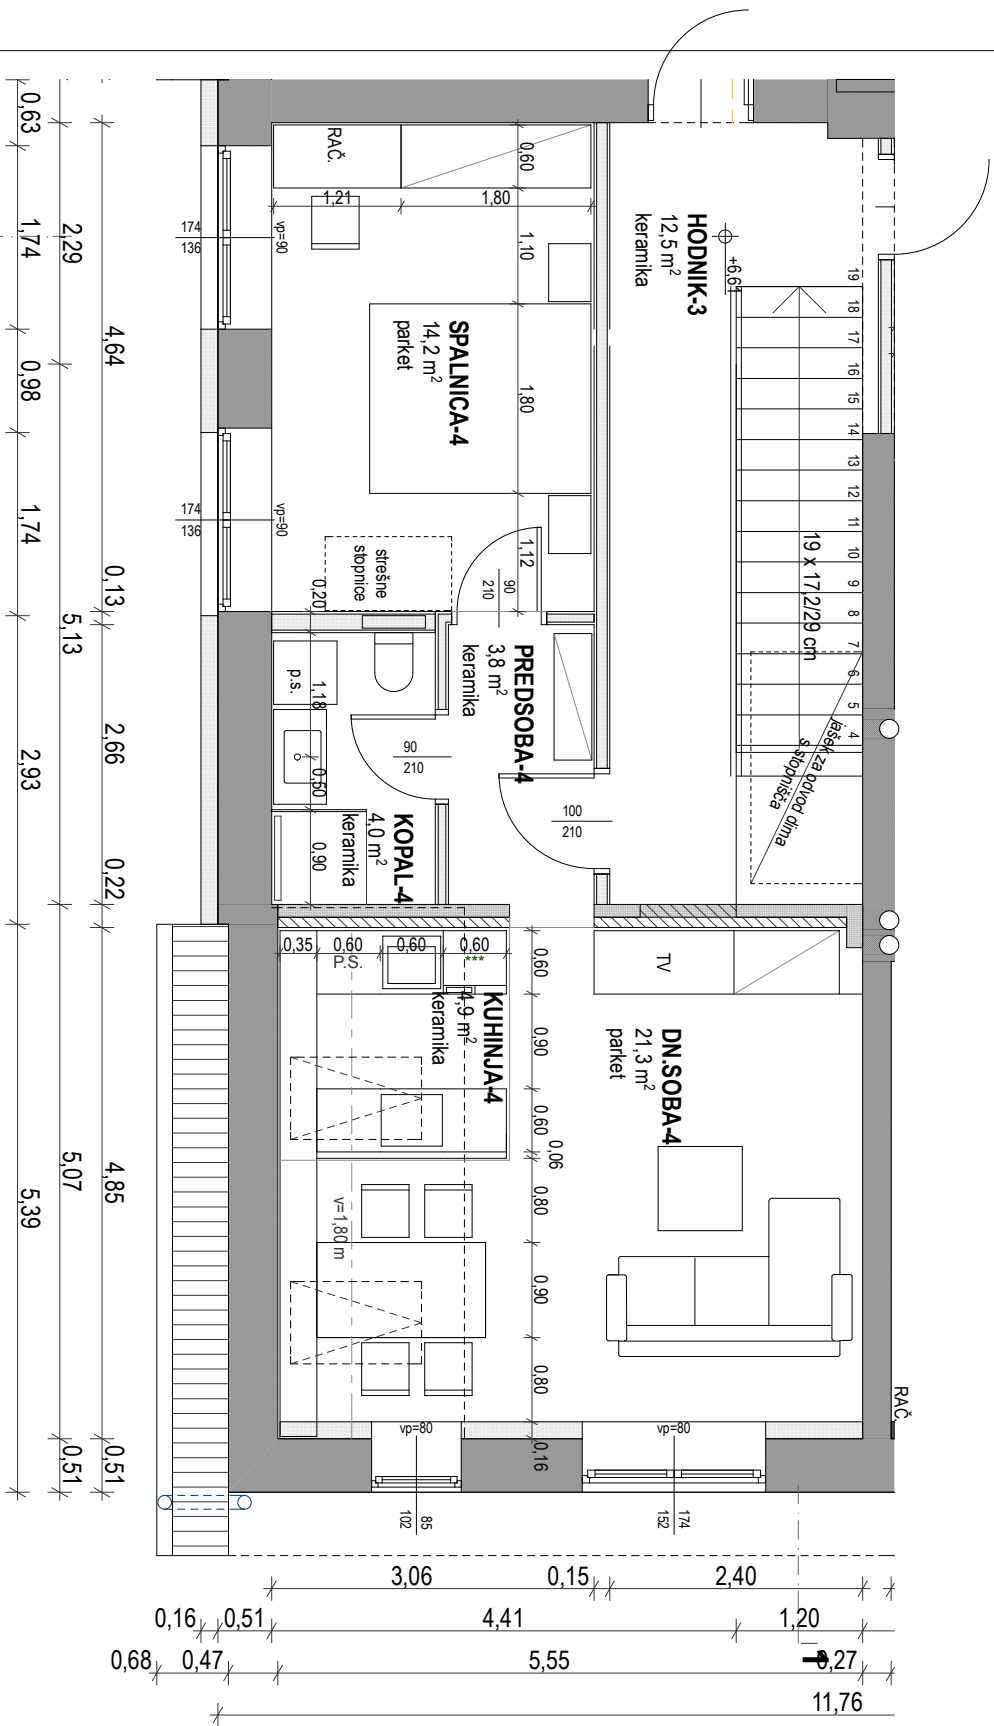 RAČ.
0,60
1,21
1,80
1,10
vp=90
174
136
SPALNICA-4
14,2 m²
parket
1,80
HODNIK-3
12,5 m²
keramika
19
18
17
16
15
14
13
12
11
10
9
8
7
6
5
4
19 x 17,2/29 cm
jašek za odvod dima
s stopnišča
vp=90
174
136
strešne
stopnice
1,12
90
210
0,20
PREDSOBA-4
3,8 m²
keramika
p.s.
1,18
0,50
0,90
90
210
100
210
KOPAL-4
4,0 m²
keramika
0,35
0,60
0,60
0,60
P.S.
***
0,60
TV
KUHINJA-4
4,9 m²
keramika
0,90
DN.SOBA-4
21,3 m²
parket
0,60
0,06
0,80
v=1,80 m
0,90
0,80
0,16
RAČ.
vp=80
vp=80
85
102
174
152
0,63
1,74
0,98
1,74
2,93
5,39
2,29
5,13
5,07
0,51
4,64
0,13
2,66
0,22
4,85
0,51
3,06
0,15
2,40
0,16
0,51
4,41
1,20
0,68
0,47
5,55
0,27
1
11,76